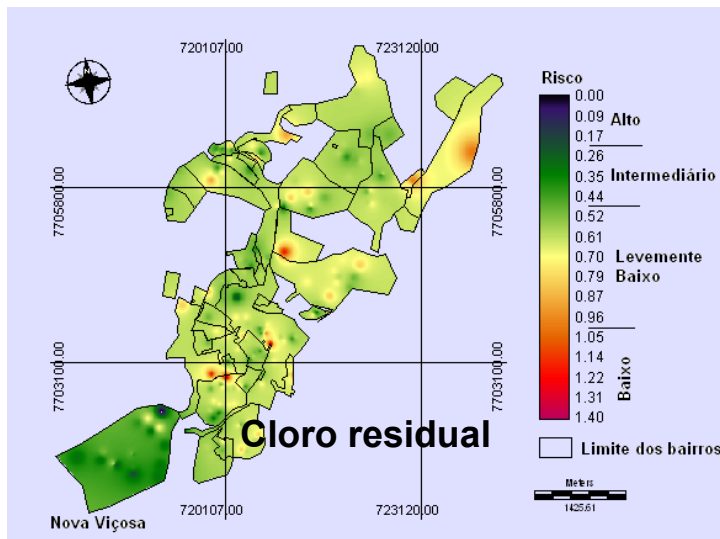 720107.00 723120.00
Risco
0.00
0.09 Alto
0.17
0.26
0.35 Intermediário
0.44
0.52
0.61
0.70 Levemente
0.79 Baixo
0.87
0.96
1.05
1.14
1.22 Baixo
1.31
1.40
7705800.00 7705800.00
7703100.00 7703100.00
Cloro residual
Limite dos bairros
Meters
1425.61
720107.00 723120.00
Nova Viçosa